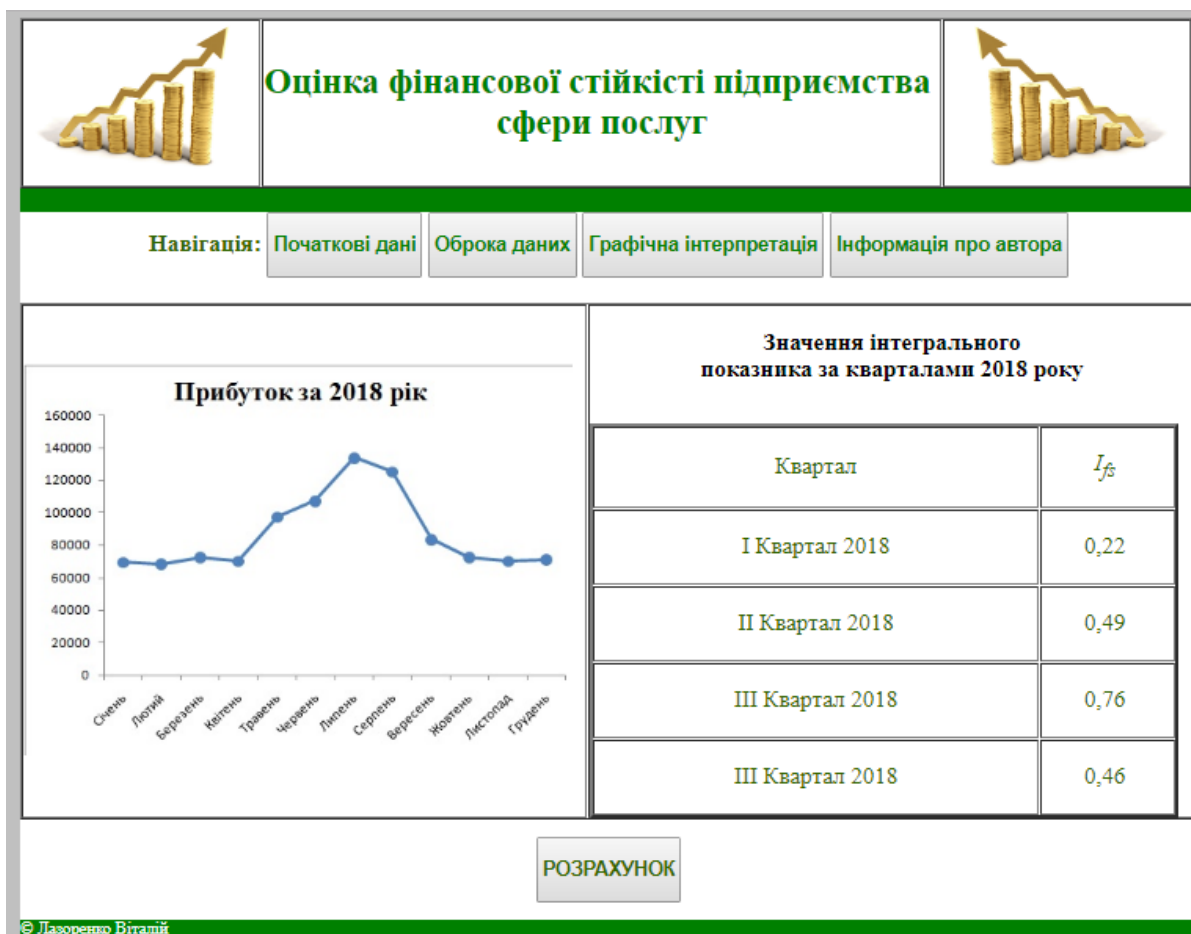 Оцінка фінансової стійкісті підприємства
сфери послуг
Навігація:
Початкові дані
Оброка даних
Графічна інтерпретація
Інформація про автора
Прибуток за 2018 рік
160000
140000
120000
100000
80000
60000
40000
20000
0
Січень
Лютий
Березень
Квітень
Травень
Червень
Липень
Серпень
Вересень
Жовтень
Листопад
Грудень
Значення інтегрального
показника за кварталами 2018 року
Квартал I_fs
I Квартал 2018 0,22
II Квартал 2018 0,49
III Квартал 2018 0,76
III Квартал 2018 0,46
РОЗРАХУНОК
© Лазоренко Віталій